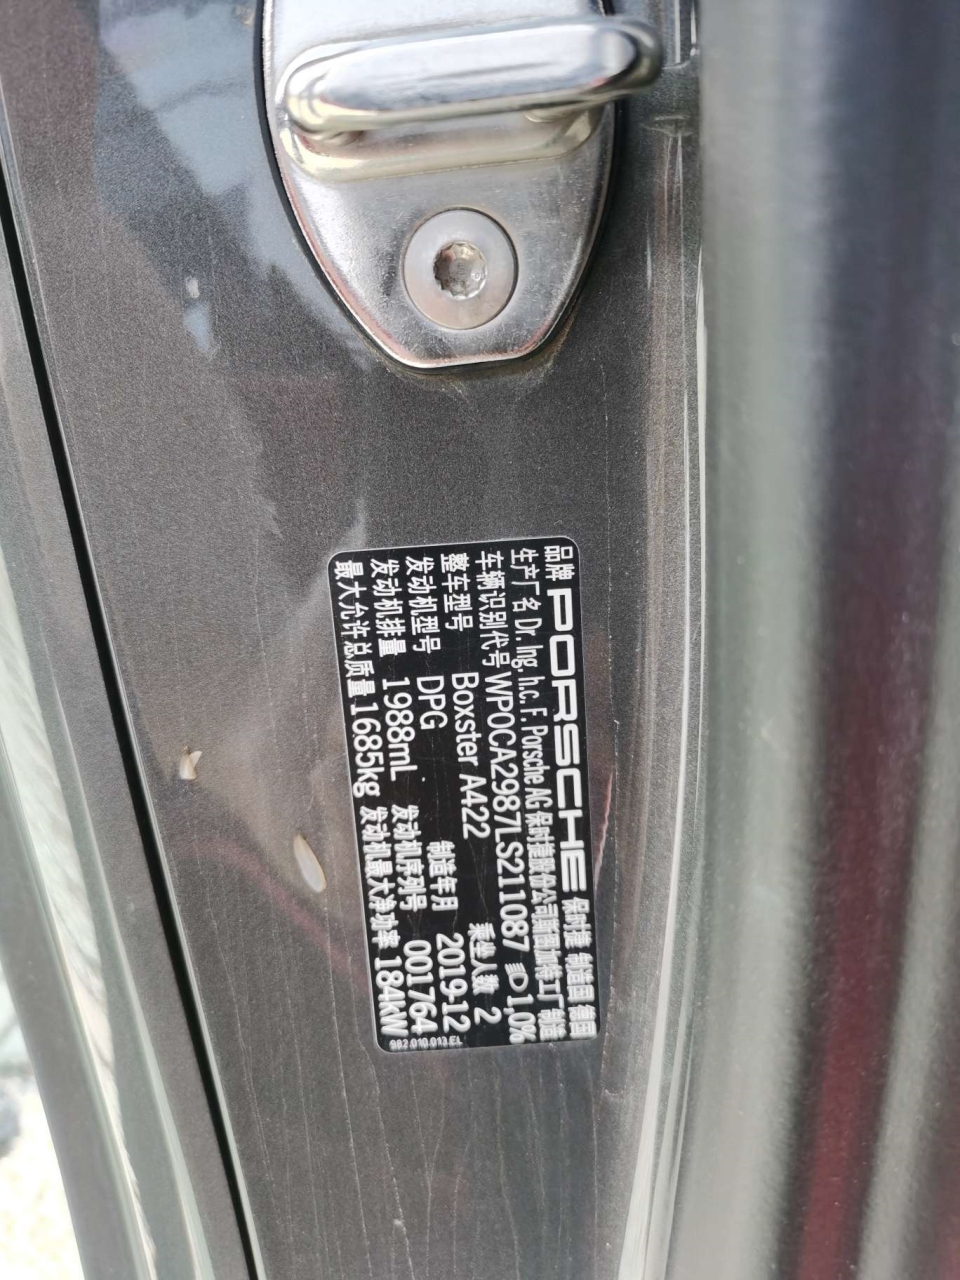 品牌 PORSCHE 保时捷 制造国 德国
生产厂名 Dr. Ing. h.c. F. Porsche AG 保时捷股份公司斯图加特工厂 制造
车辆识别代号 WP0CA2987LS211087 1,0%
整车型号 Boxster A422 乘坐人数 2
发动机型号 DPG 制造年月 2019-12
发动机排量 1988mL 发动机序列号 001764
最大允许总质量 1685kg 发动机最大净功率 184kW
982.010.013.EL